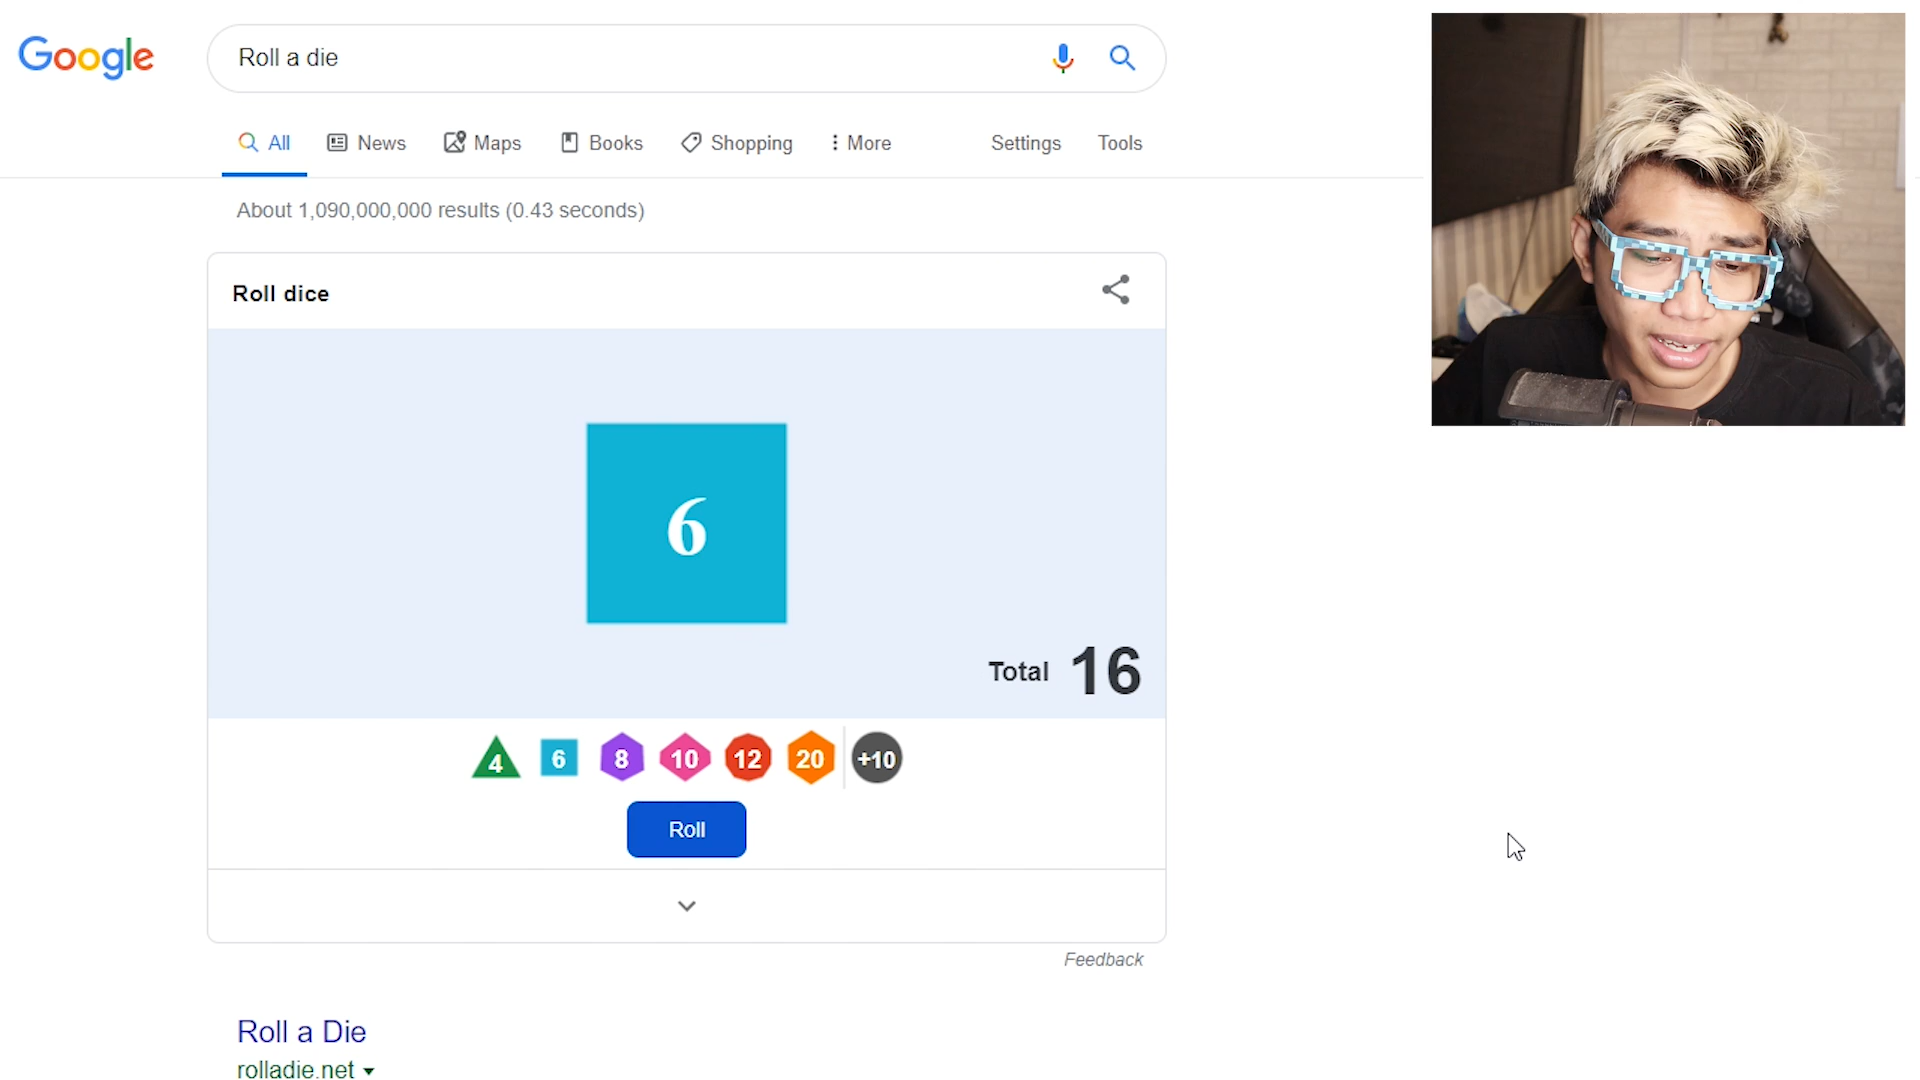 Google
Roll a die
All News Maps Books Shopping More Settings Tools
About 1,090,000,000 results (0.43 seconds)
Roll dice
6
Total 16
4 6 8 10 12 20 +10
Roll
Feedback
Roll a Die
rolladie.net